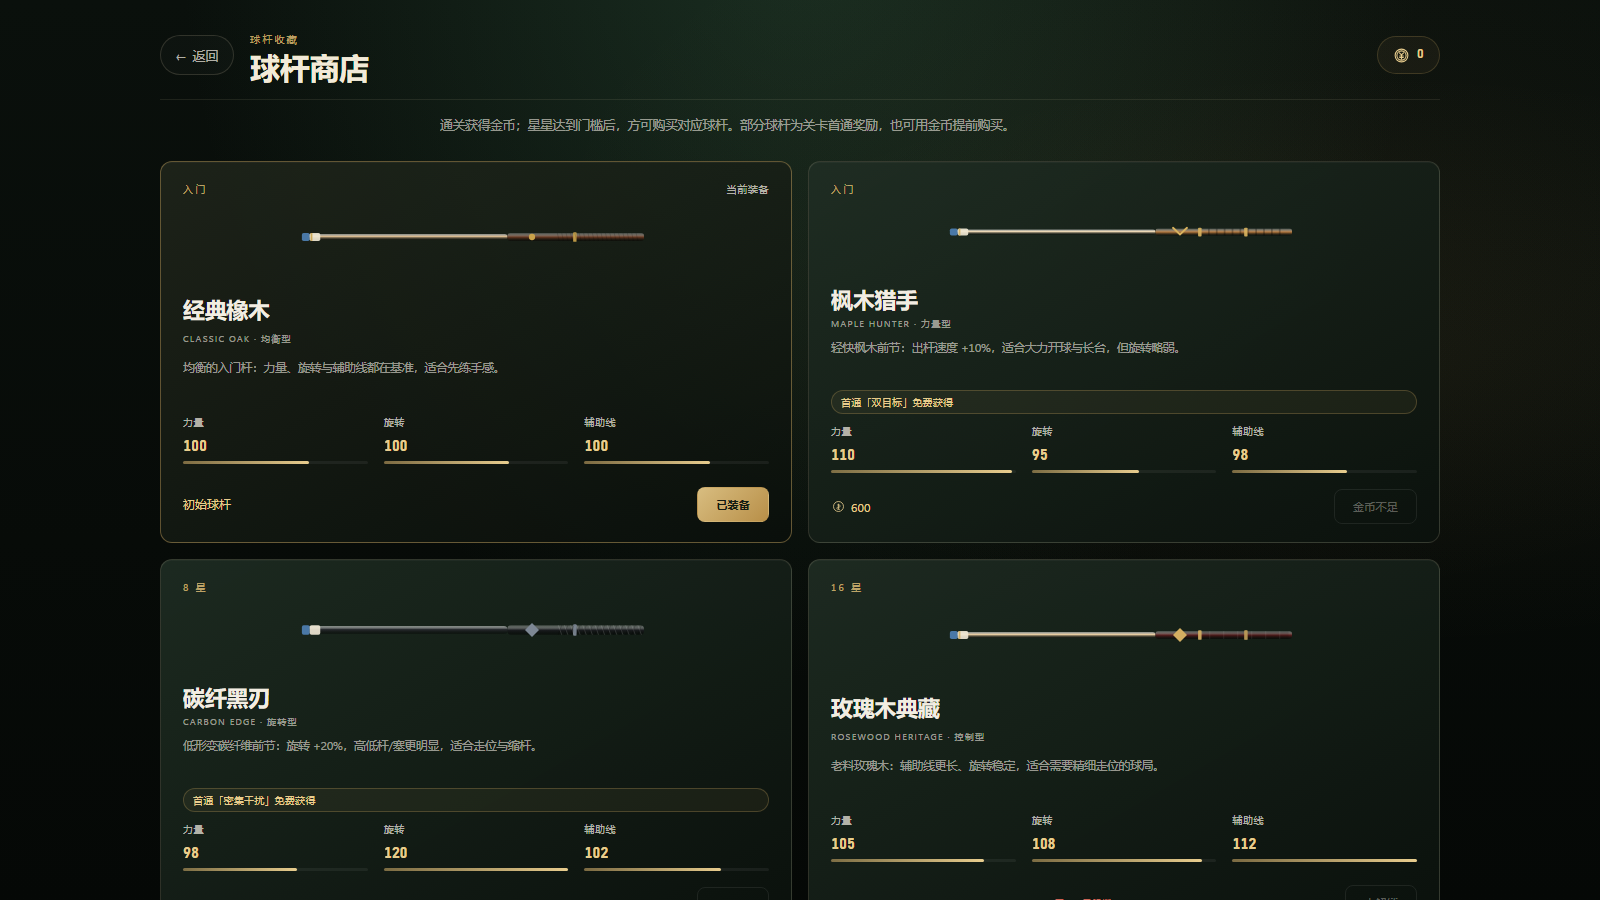 ← 返回
球杆收藏
球杆商店
0
通关获得金币；星星达到门槛后，方可购买对应球杆。部分球杆为关卡首通奖励，也可用金币提前购买。
入门
当前装备
经典橡木
CLASSIC OAK · 均衡型
均衡的入门杆：力量、旋转与辅助线都在基准，适合先练手感。
力量
旋转
辅助线
100
100
100
初始球杆
已装备
入门
枫木猎手
MAPLE HUNTER · 力量型
轻快枫木前节：出杆速度 +10%，适合大力开球与长台，但旋转略弱。
首通「双目标」免费获得
力量
旋转
辅助线
110
95
98
600
金币不足
8 星
碳纤黑刃
CARBON EDGE · 旋转型
低形变碳纤维前节：旋转 +20%，高低杆/塞更明显，适合走位与缩杆。
首通「密集干扰」免费获得
力量
旋转
辅助线
98
120
102
16 星
玫瑰木典藏
ROSEWOOD HERITAGE · 控制型
老料玫瑰木：辅助线更长、旋转稳定，适合需要精细走位的球局。
力量
旋转
辅助线
105
108
112